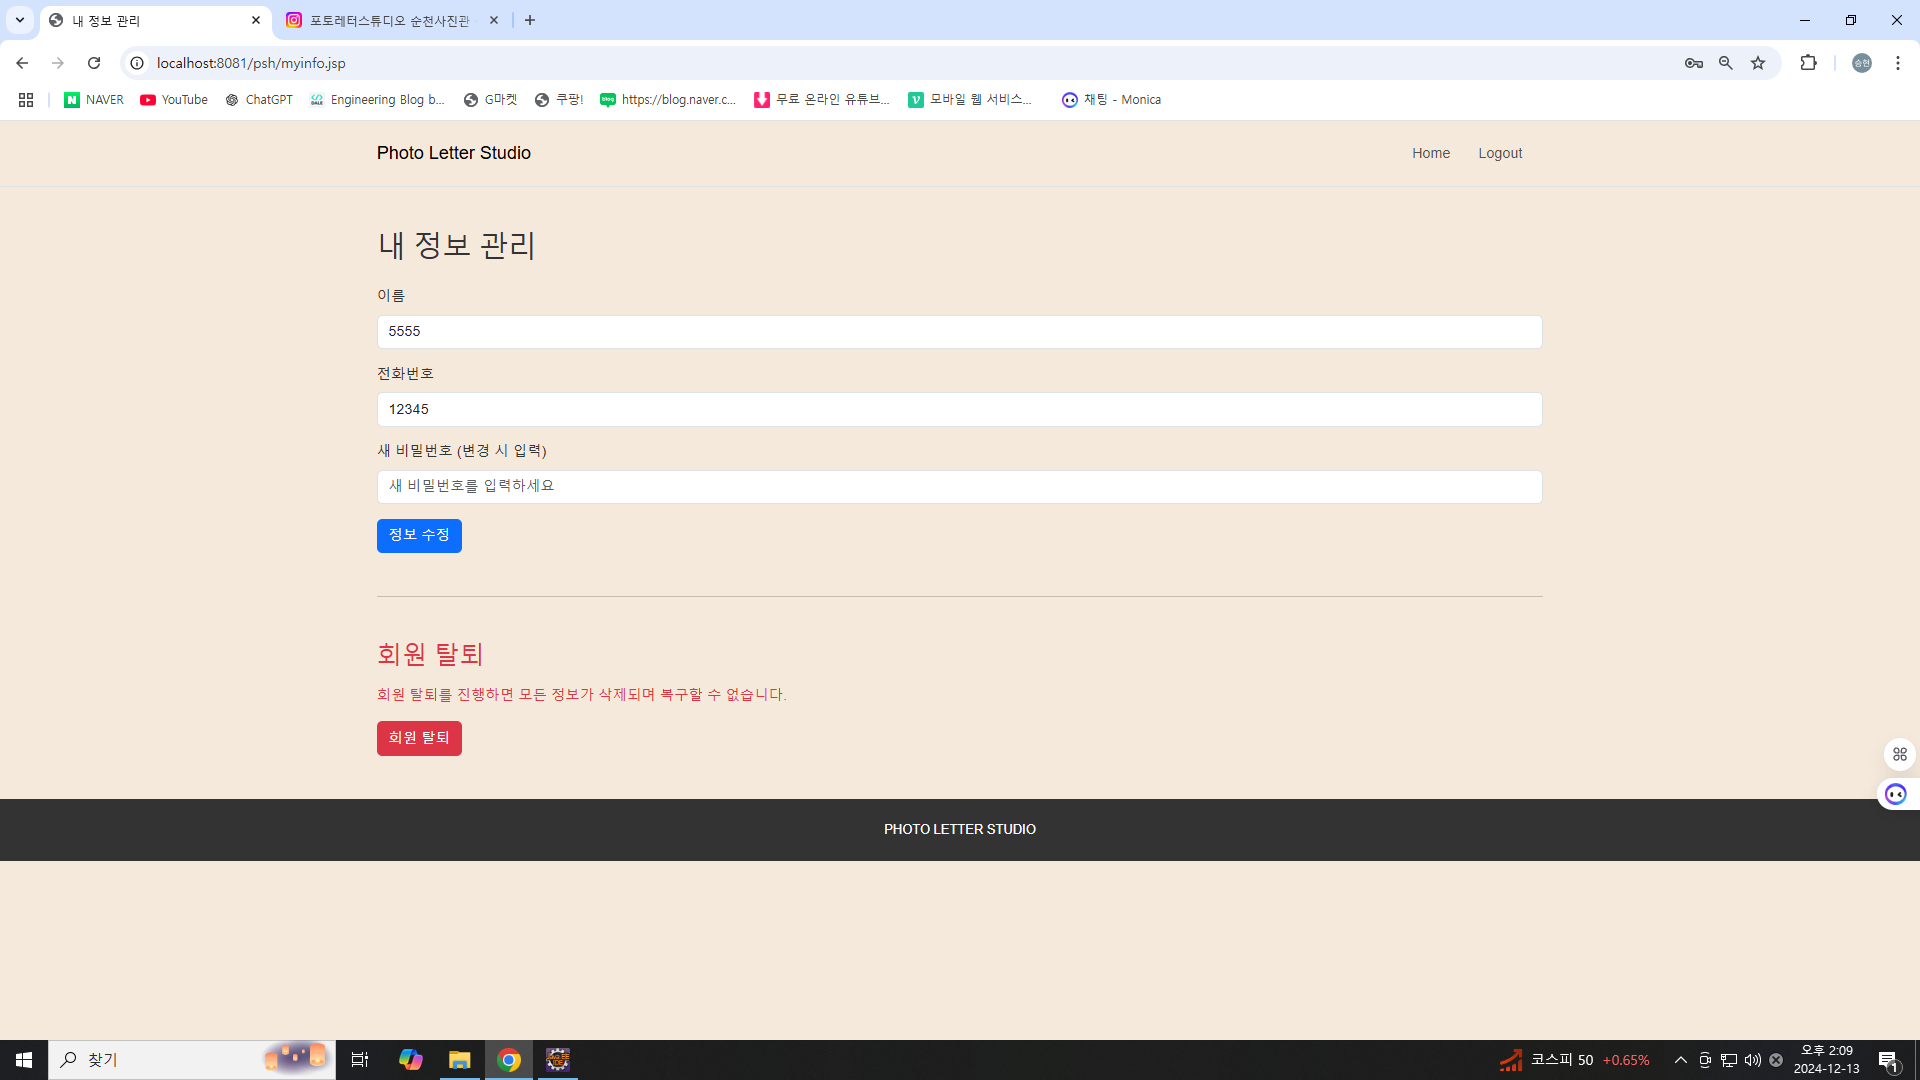 내 정보 관리
포토레터스튜디오 순천사진관
localhost:8081/psh/myinfo.jsp
승현
NAVER
YouTube
ChatGPT
Engineering Blog b...
G마켓
쿠팡!
https://blog.naver.c...
무료 온라인 유튜브...
모바일 웹 서비스...
채팅 - Monica
Photo Letter Studio
Home
Logout
내 정보 관리
이름
5555
전화번호
12345
새 비밀번호 (변경 시 입력)
새 비밀번호를 입력하세요
정보 수정
회원 탈퇴
회원 탈퇴를 진행하면 모든 정보가 삭제되며 복구할 수 없습니다.
회원 탈퇴
PHOTO LETTER STUDIO
찾기
코스피 50 +0.65%
오후 2:09
2024-12-13
1